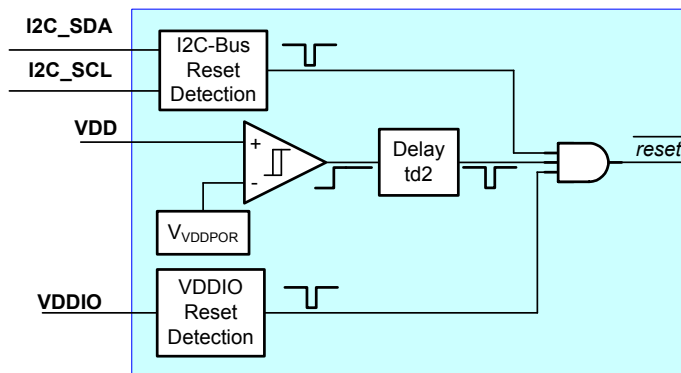 I2C_SDA
I2C_SCL
I2C-Bus
Reset
Detection
VDD
+
-
Delay
td2
reset
VVDDPOR
VDDIO
VDDIO
Reset
Detection